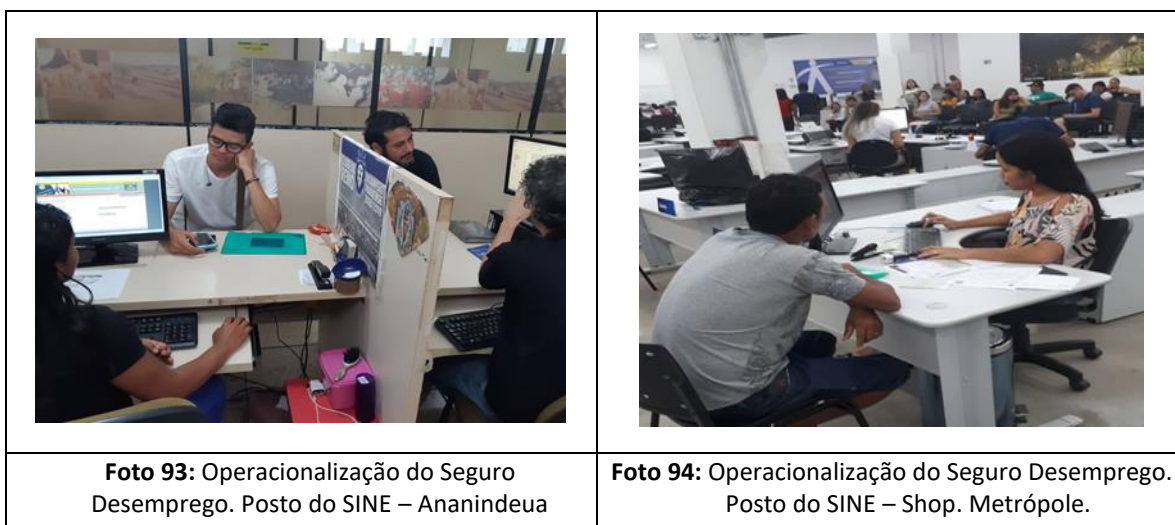 Foto 93: Operacionalização do Seguro
Desemprego. Posto do SINE – Ananindeua
Foto 94: Operacionalização do Seguro Desemprego.
Posto do SINE – Shop. Metrópole.